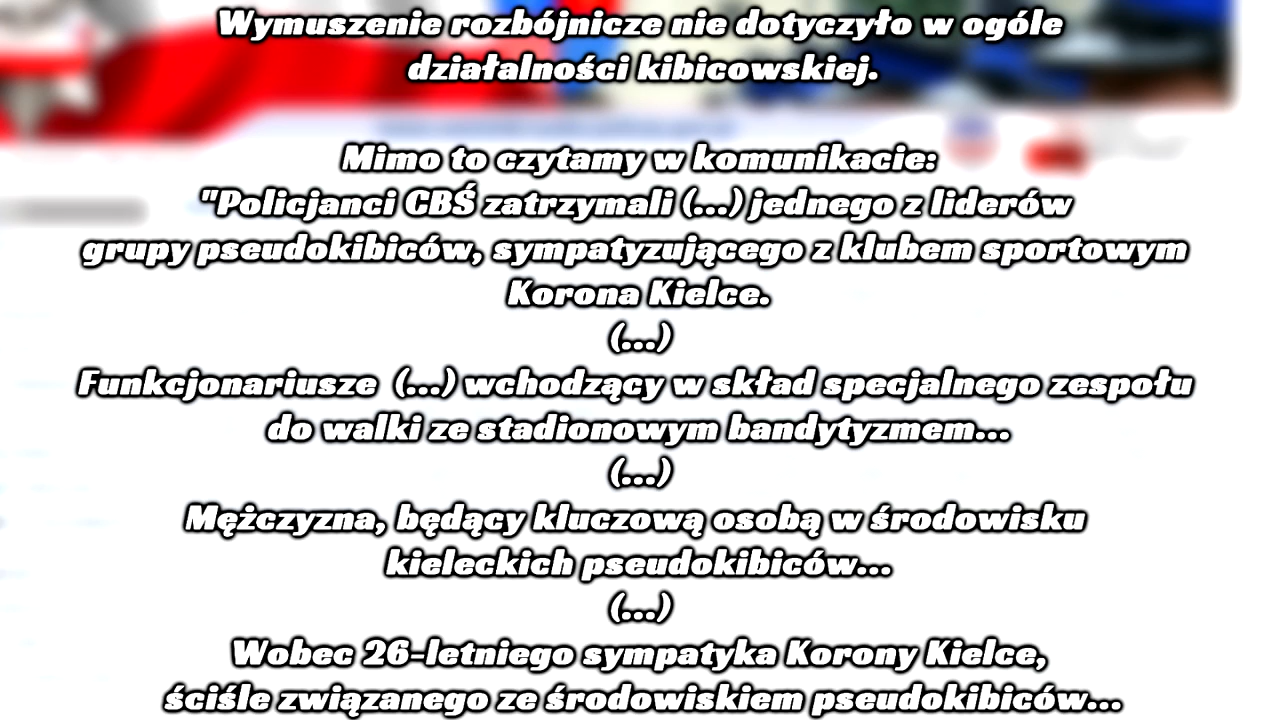 Wymuszenie rozbójnicze nie dotyczyło w ogóle
działalności kibicowskiej.
Mimo to czytamy w komunikacie:
"Policjanci CBŚ zatrzymali (...) jednego z liderów
grupy pseudokibiców, sympatyzującego z klubem sportowym
Korona Kielce.
(...)
Funkcjonariusze (...) wchodzący w skład specjalnego zespołu
do walki ze stadionowym bandytyzmem...
(...)
Mężczyzna, będący kluczową osobą w środowisku
kieleckich pseudokibiców...
(...)
Wobec 26-letniego sympatyka Korony Kielce,
ściśle związanego ze środowiskiem pseudokibiców...